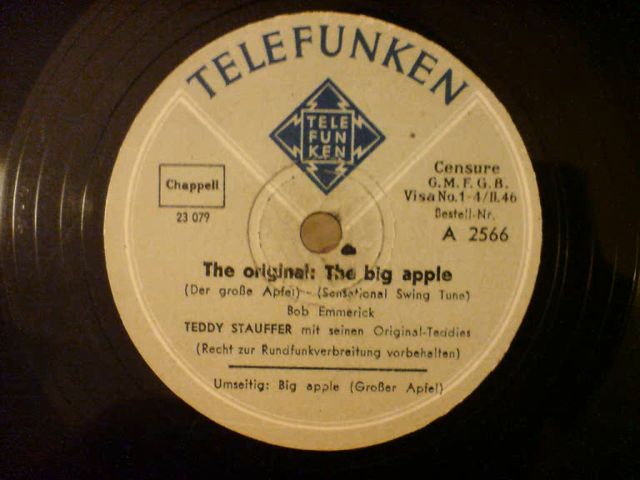 TELEFUNKEN
TELE
FUN
KEN
Chappell
23 079
Censure
G. M. F. G. B.
Visa No. 1-4/II. 46
Bestell-Nr.
A 2566
The original: The big apple
(Der große Apfel) - (Sensational Swing Tune)
Bob Emmerick
TEDDY STAUFFER mit seinen Original-Teddies
(Recht zur Rundfunkverbreitung vorbehalten)
Umseitig: Big apple (Großer Apfel)